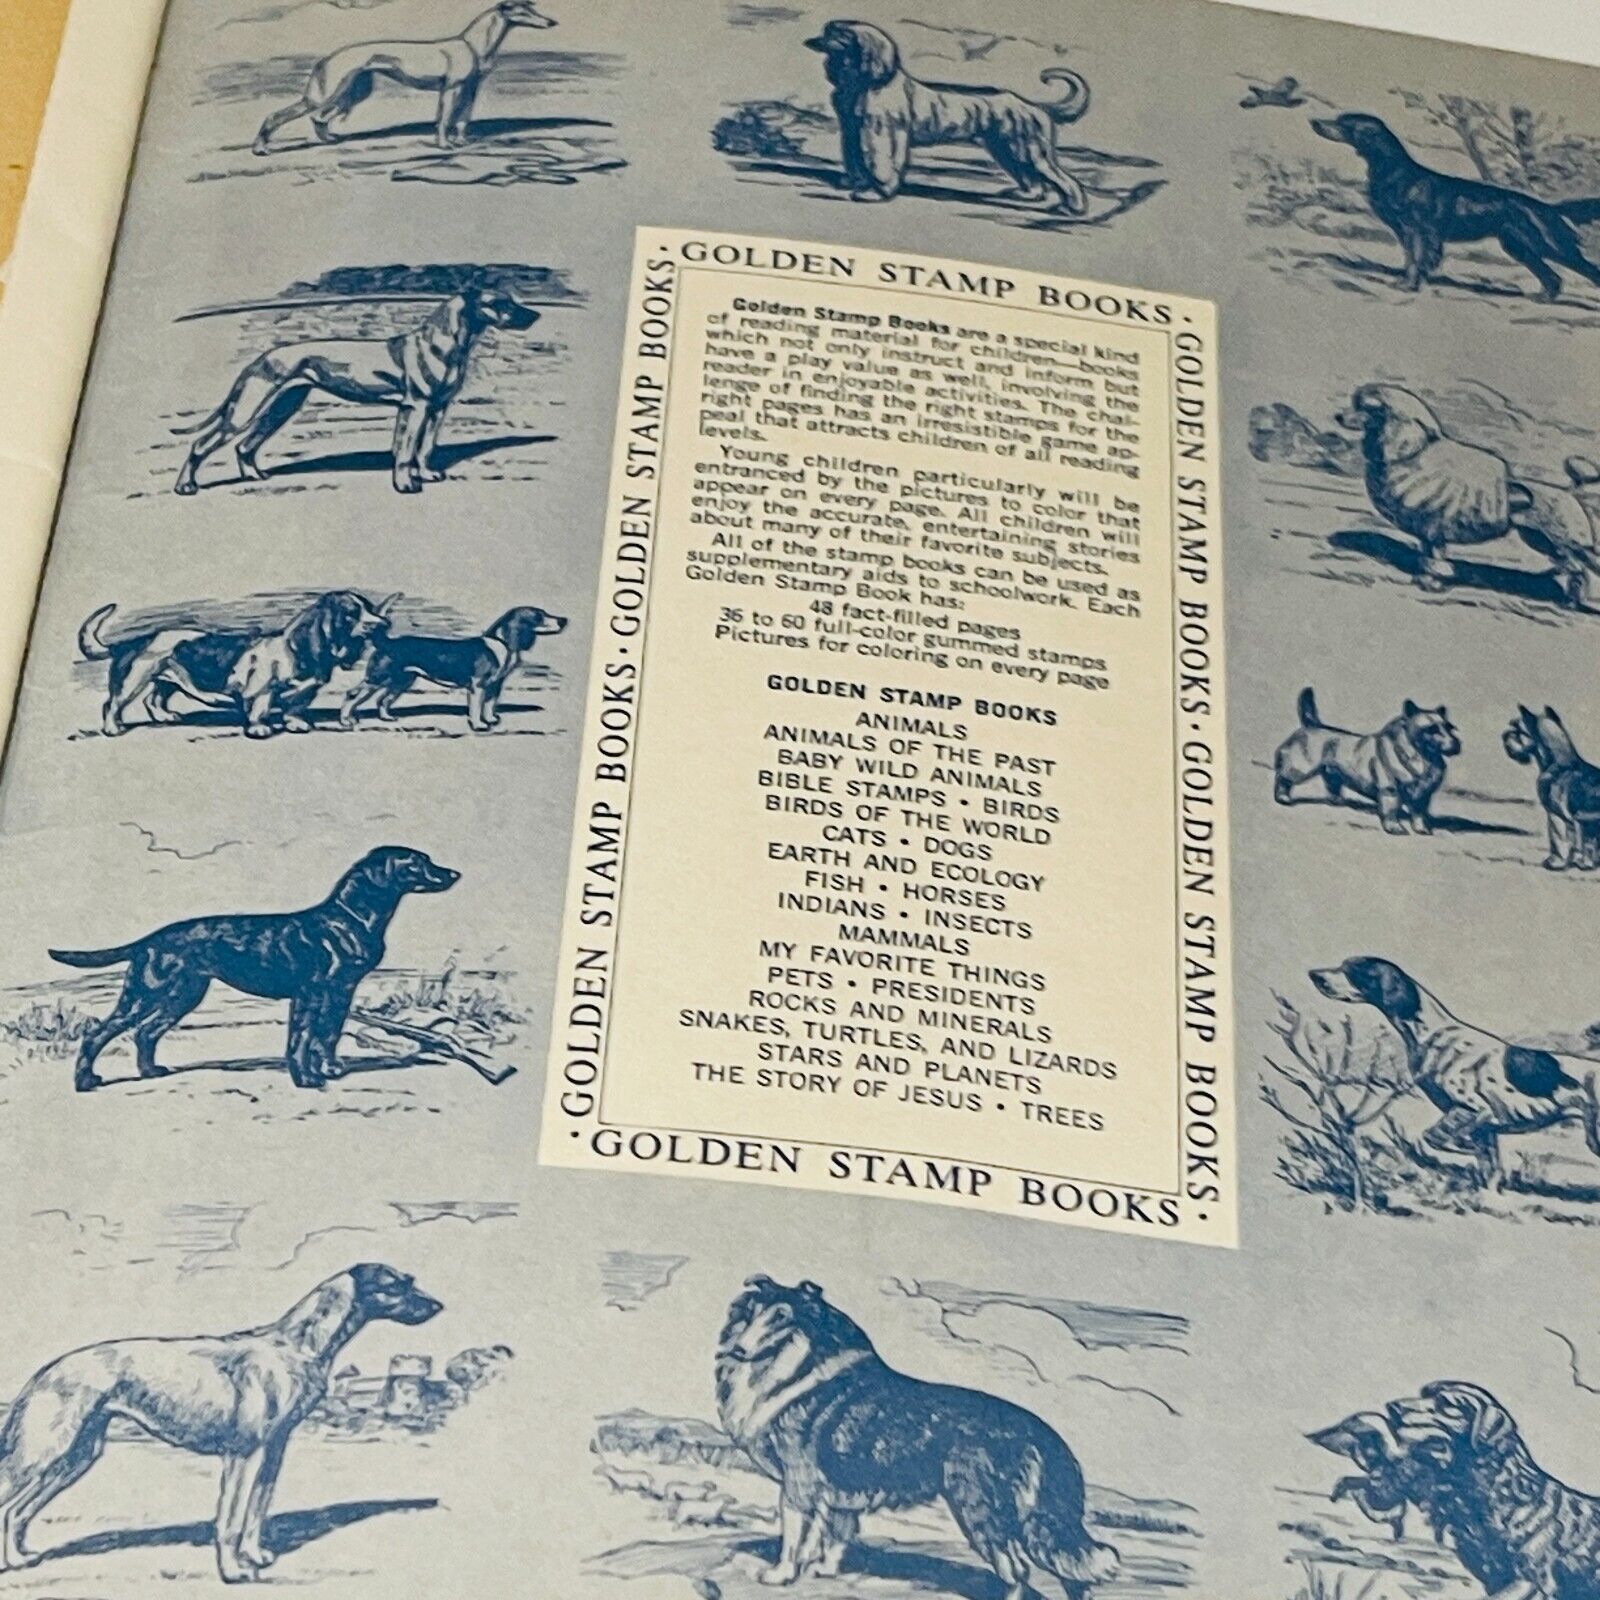 · GOLDEN STAMP BOOKS ·
GOLDEN STAMP BOOKS · GOLDEN STAMP BOOKS
GOLDEN STAMP BOOKS · GOLDEN STAMP BOOKS ·
Golden Stamp Books are a special kind
of reading material for children—books
which not only instruct and inform but
have a play value as well, involving the
reader in enjoyable activities. The chal-
lenge of finding the right stamps for the
right pages has an irresistible game ap-
peal that attracts children of all reading
levels.
Young children particularly will be
entranced by the pictures to color that
appear on every page. All children will
enjoy the accurate, entertaining stories
about many of their favorite subjects.
All of the stamp books can be used as
supplementary aids to schoolwork. Each
Golden Stamp Book has:
48 fact-filled pages
36 to 60 full-color gummed stamps
Pictures for coloring on every page
GOLDEN STAMP BOOKS
ANIMALS
ANIMALS OF THE PAST
BABY WILD ANIMALS
BIBLE STAMPS • BIRDS
BIRDS OF THE WORLD
CATS • DOGS
EARTH AND ECOLOGY
FISH • HORSES
INDIANS • INSECTS
MAMMALS
MY FAVORITE THINGS
PETS • PRESIDENTS
ROCKS AND MINERALS
SNAKES, TURTLES, AND LIZARDS
STARS AND PLANETS
THE STORY OF JESUS • TREES
· GOLDEN STAMP BOOKS ·